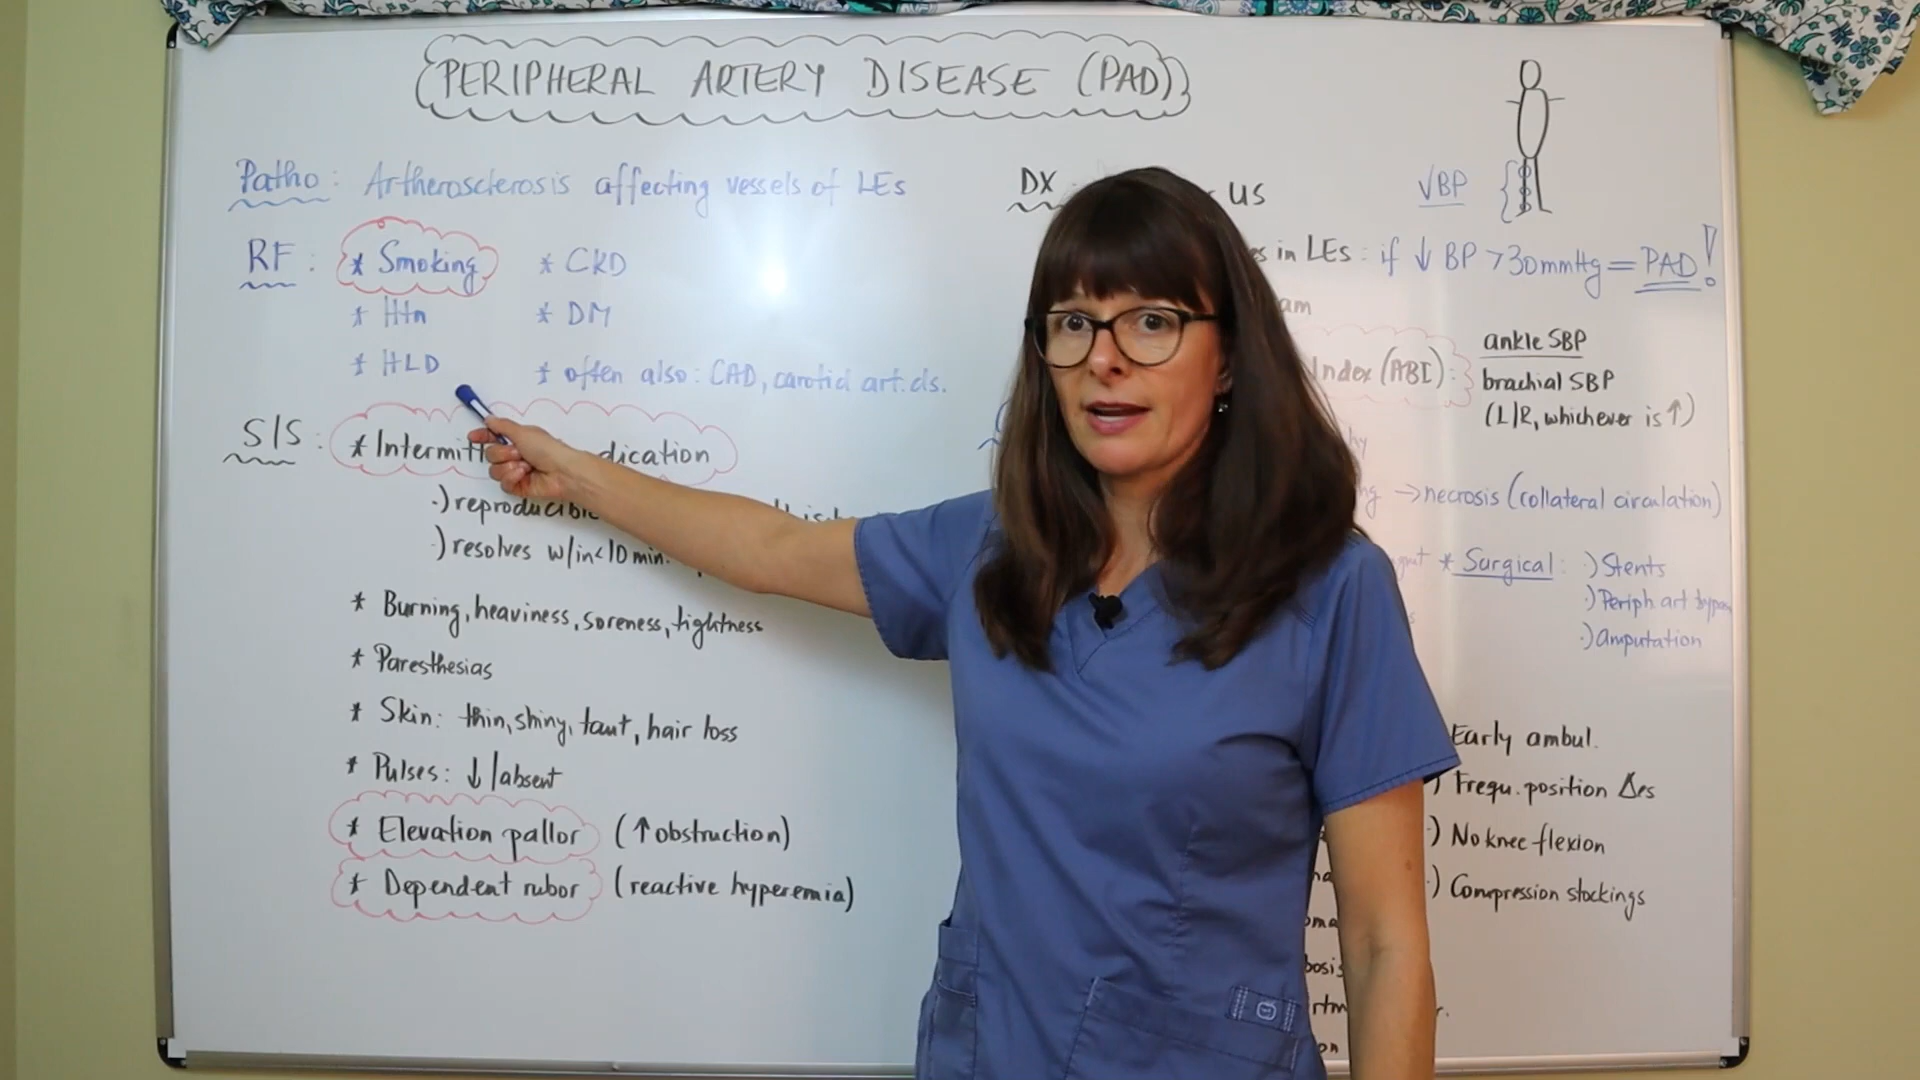 PERIPHERAL ARTERY DISEASE (PAD)
Patho: Artherosclerosis affecting vessels of LEs
RF: * Smoking * CKD
* Htn * DM
* HLD * often also: CAD, carotid art. ds.
S/S: * Intermitt dication
·) reproducible
·) resolves w/in <10 min.
* Burning, heaviness, soreness, tightness
* Paresthesias
* Skin: thin, shiny, taut, hair loss
* Pulses: ↓/absent
* Elevation pallor (↑ obstruction)
* Dependent rubor (reactive hyperemia)
DX US
√BP
in LEs: if ↓ BP >30mmHg = PAD!
Index (ABI): ankle SBP
brachial SBP
(L/R, whichever is ↑)
→necrosis (collateral circulation)
* Surgical: ·) Stents
·) Periph. art bypas
·) amputation
Early ambul.
·) Frequ. position Δes
·) No knee flexion
·) Compression stockings